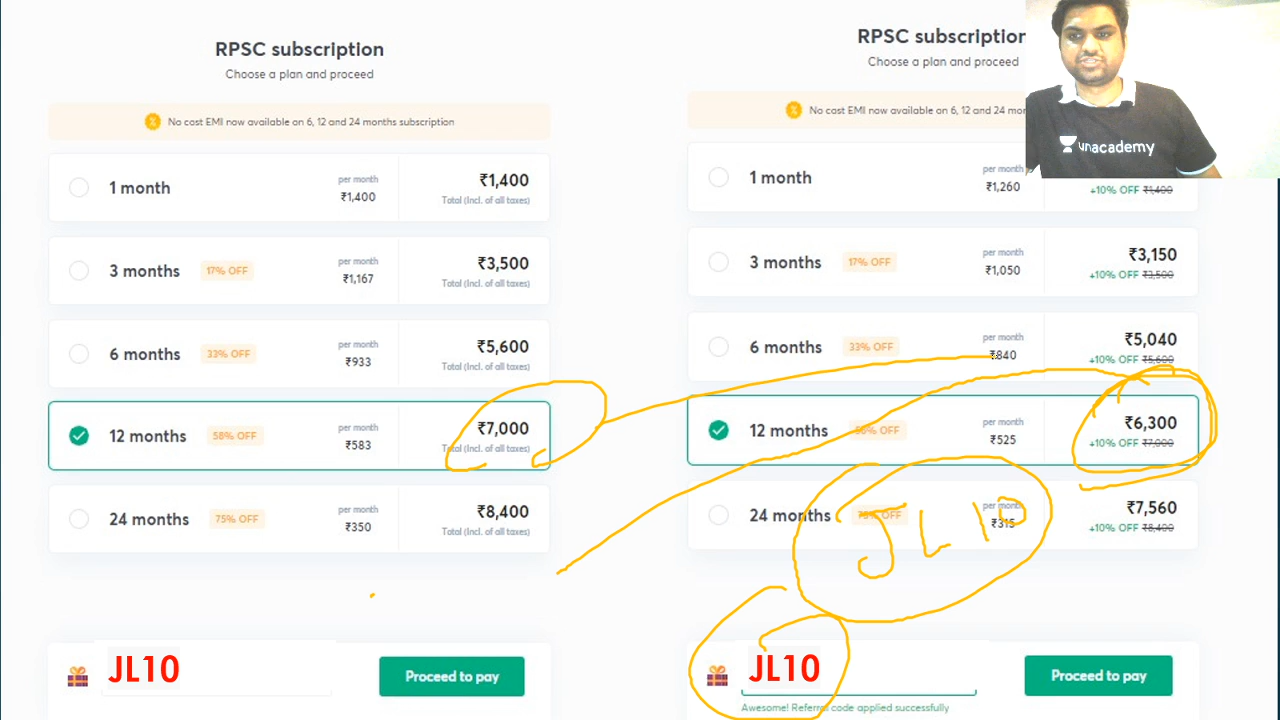 RPSC subscription
Choose a plan and proceed
No cost EMI now available on 6, 12 and 24 months subscription
1 month
per month
₹1,400
₹1,400
Total (Incl. of all taxes)
3 months
17% OFF
per month
₹1,167
₹3,500
Total (Incl. of all taxes)
6 months
33% OFF
per month
₹933
₹5,600
Total (Incl. of all taxes)
12 months
58% OFF
per month
₹583
₹7,000
Total (Incl. of all taxes)
24 months
75% OFF
per month
₹350
₹8,400
Total (Incl. of all taxes)
JL10
Proceed to pay
RPSC subscription
Choose a plan and proceed
No cost EMI now available on 6, 12 and 24
unacademy
1 month
per month
₹1,260
+10% OFF ₹1,400
3 months
17% OFF
per month
₹1,050
₹3,150
+10% OFF ₹3,500
6 months
33% OFF
per month
₹840
₹5,040
+10% OFF ₹5,600
12 months
58% OFF
per month
₹525
₹6,300
+10% OFF ₹7,000
24 months
75% OFF
per month
₹315
₹7,560
+10% OFF ₹8,400
JL10
JL10
Proceed to pay
Awesome! Referral code applied successfully